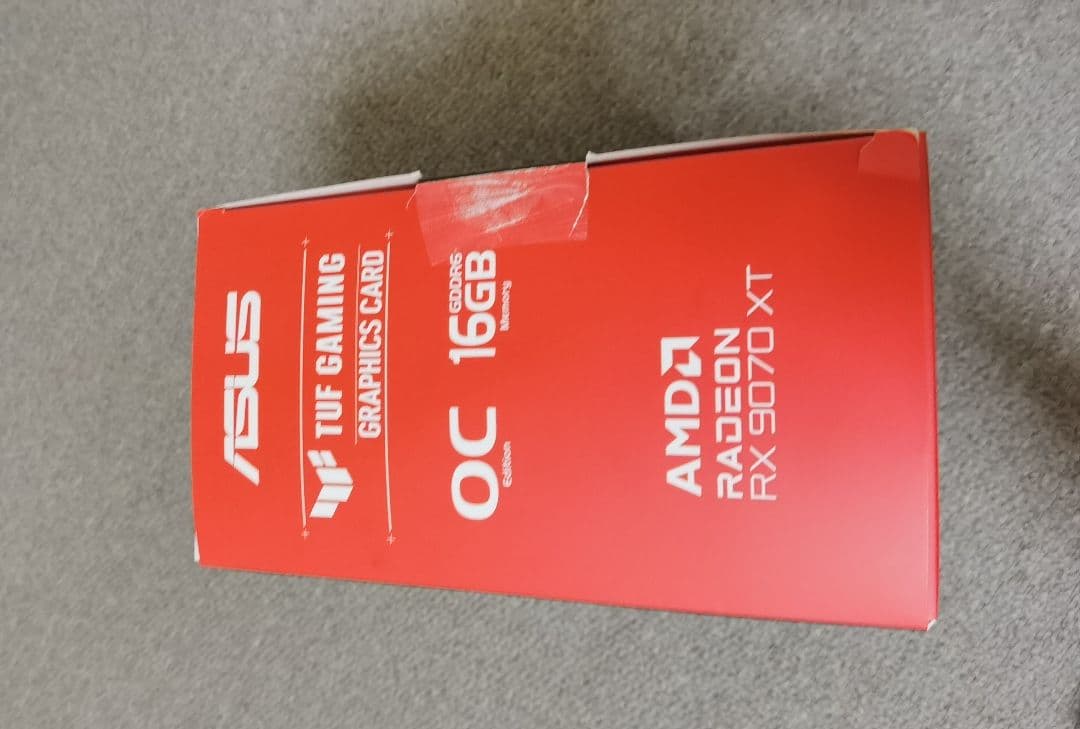 ASUS
TUF GAMING
GRAPHICS CARD
OC
Edition
16GB
GDDR6
Memory
AMD
RADEON
RX 9070 XT